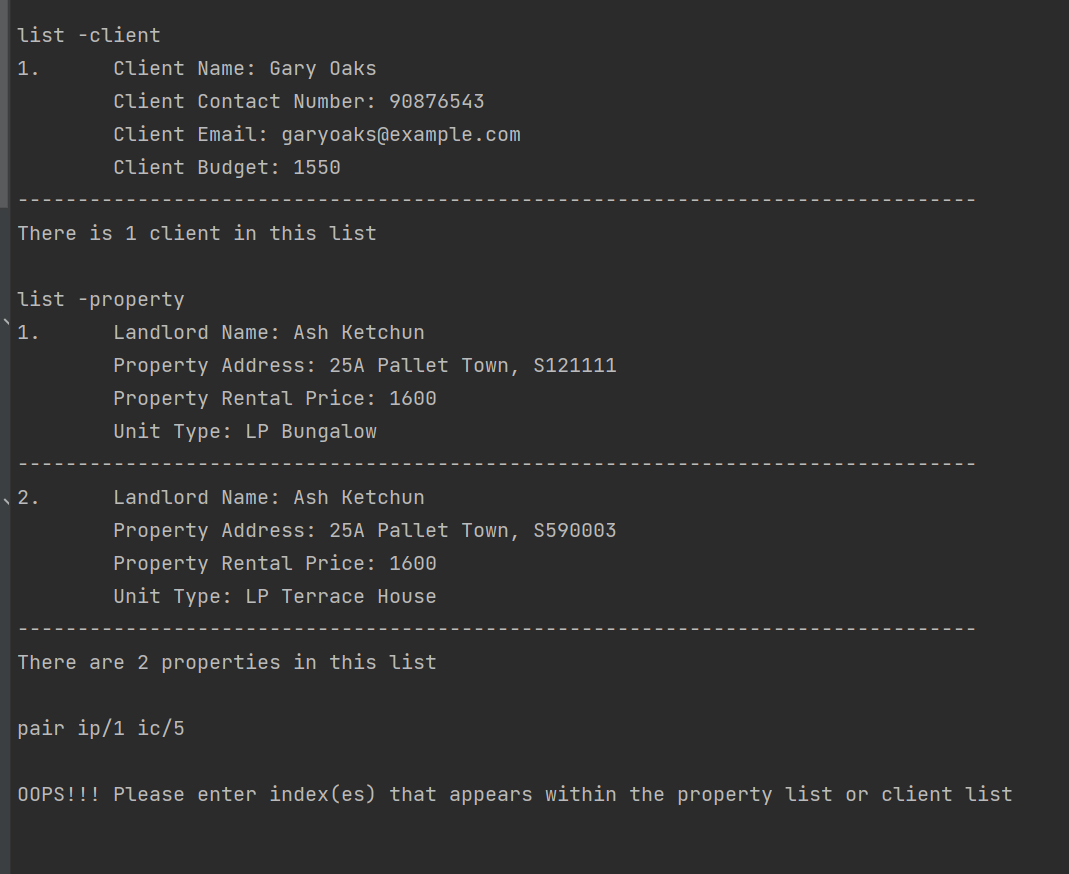 list -client
1.      Client Name: Gary Oaks
        Client Contact Number: 90876543
        Client Email: garyoaks@example.com
        Client Budget: 1550
--------------------------------------------------------------------------------
There is 1 client in this list
list -property
1.      Landlord Name: Ash Ketchun
        Property Address: 25A Pallet Town, S121111
        Property Rental Price: 1600
        Unit Type: LP Bungalow
--------------------------------------------------------------------------------
2.      Landlord Name: Ash Ketchun
        Property Address: 25A Pallet Town, S590003
        Property Rental Price: 1600
        Unit Type: LP Terrace House
--------------------------------------------------------------------------------
There are 2 properties in this list
pair ip/1 ic/5
OOPS!!! Please enter index(es) that appears within the property list or client list